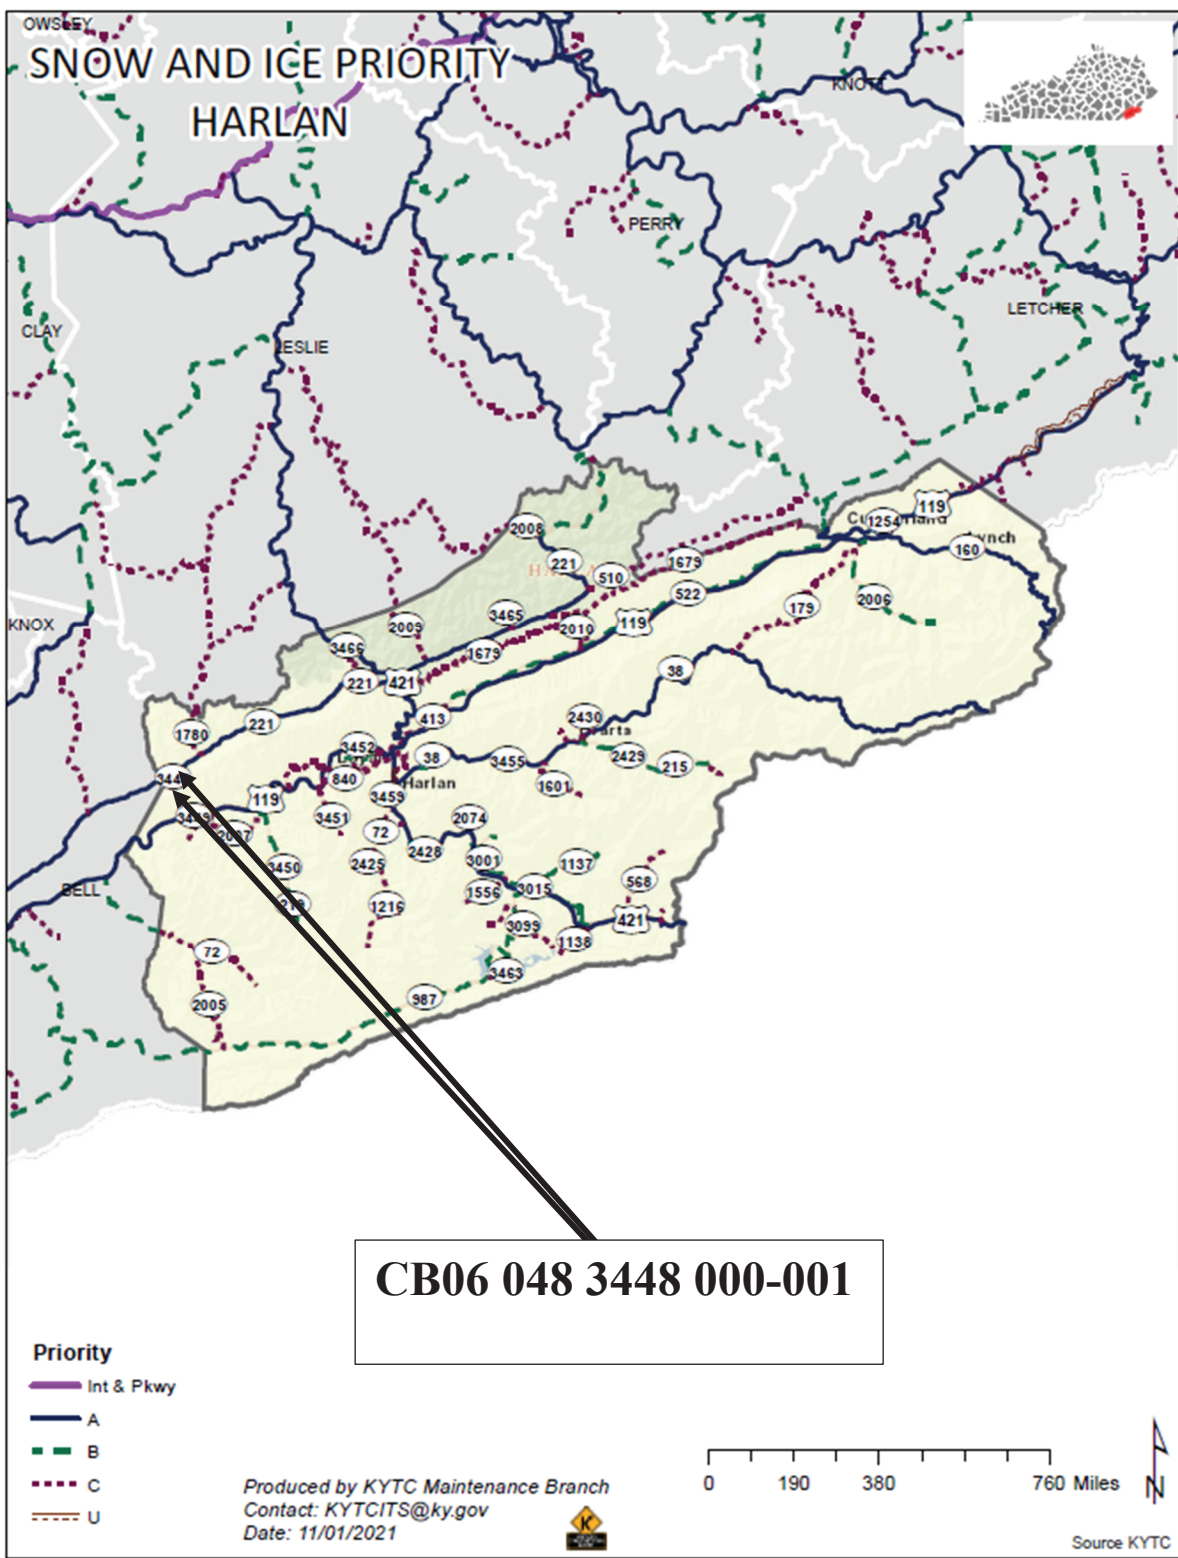 OWSLEY
SNOW AND ICE PRIORITY
HARLAN
KNOTT
PERRY
LETCHER
CLAY
LESLIE
KNOX
BELL
119
1254
160
2008
221
510
1679
522
179
2006
3465
2009
2010
119
3466
1679
221
421
38
413
2430
221
1780
3452
38
3455
2429
215
840
Harlan
1601
119
3459
3451
72
2428
2074
3450
2425
3001
1137
1216
1556
3015
568
3099
421
1138
72
3463
987
2005
CB06 048 3448 000-001
Priority
Int & Pkwy
A
B
C
U
Produced by KYTC Maintenance Branch
Contact: KYTCITS@ky.gov
Date: 11/01/2021
0 190 380 760 Miles
N
Source KYTC